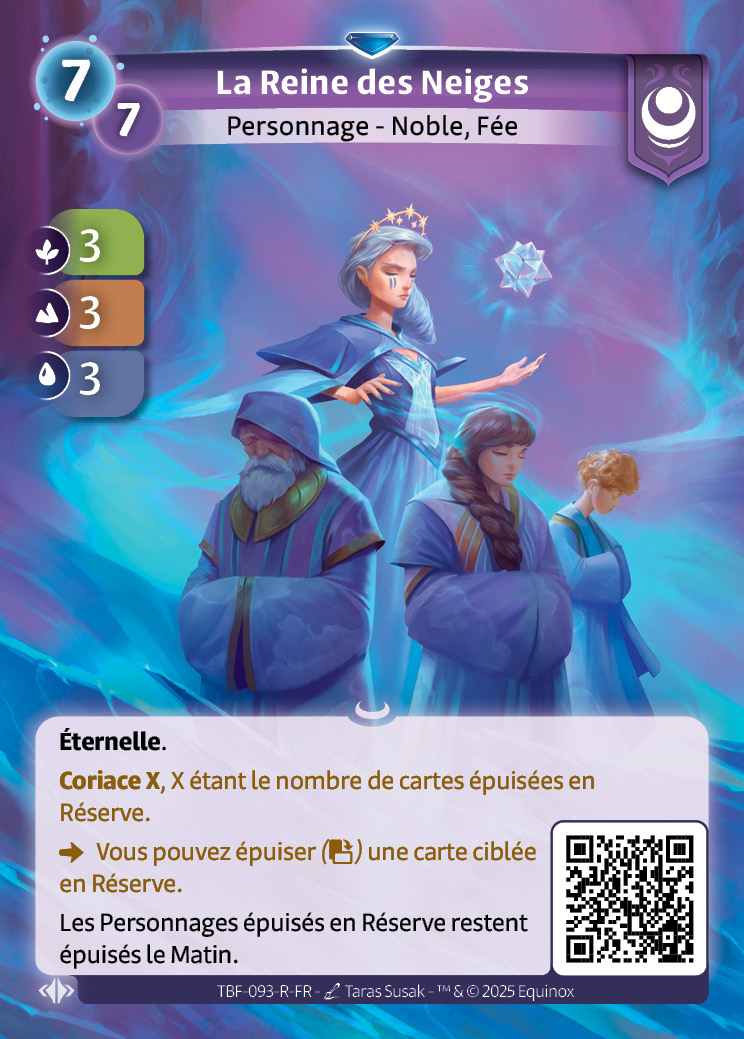 7
La Reine des Neiges
7
Personnage - Noble, Fée
3
3
3
Éternelle.
Coriace X, X étant le nombre de cartes épuisées en
Réserve.
Vous pouvez épuiser () une carte ciblée
en Réserve.
Les Personnages épuisés en Réserve restent
épuisés le Matin.
TBF-093-R-FR - Taras Susak - ™ & © 2025 Equinox